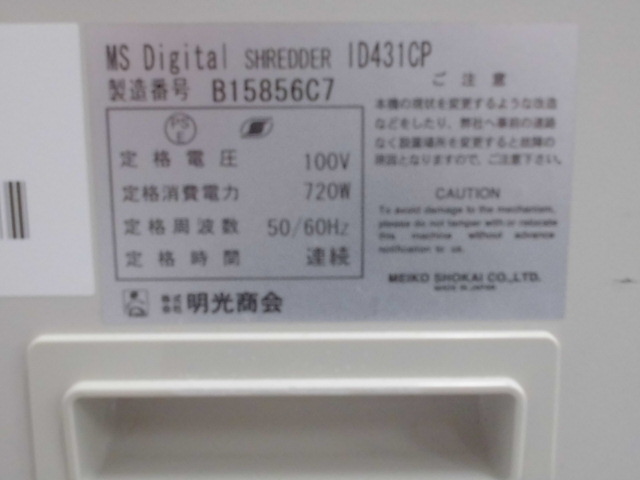 MS Digital SHREDDER ID431CP
製造番号 B15856C7
定格電圧 100V
定格消費電力 720W
定格周波数 50/60Hz
定格時間 連続
株式会社 明光商会
ご注意
本機の現状を変更するような改造
などをしたり、弊社へ事前の連絡
なく設置場所を変更すると故障の
原因となりますので、ご注意下さい。
CAUTION
To avoid damage to the mechanism,
please do not tamper with or relocate
this machine without advance
notification to us.
MEIKO SHOKAI CO., LTD.
MADE IN JAPAN